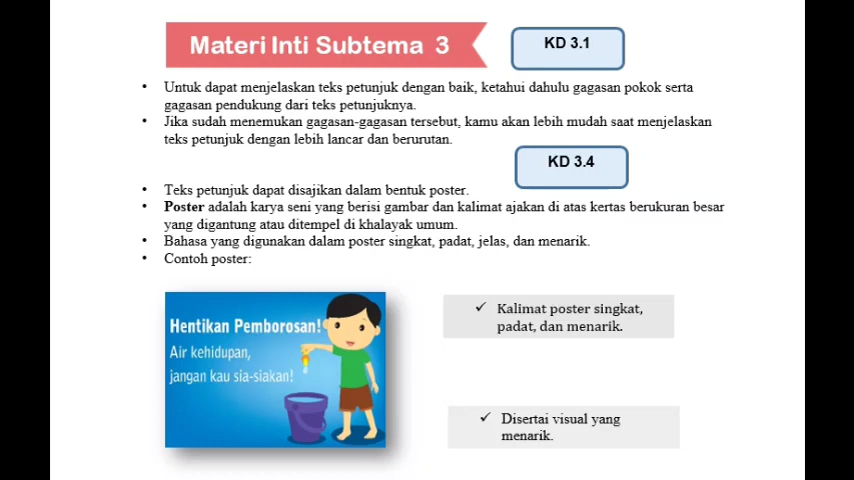 Materi Inti Subtema 3
KD 3.1
• Untuk dapat menjelaskan teks petunjuk dengan baik, ketahui dahulu gagasan pokok serta
gagasan pendukung dari teks petunjuknya.
• Jika sudah menemukan gagasan-gagasan tersebut, kamu akan lebih mudah saat menjelaskan
teks petunjuk dengan lebih lancar dan berurutan.
KD 3.4
• Teks petunjuk dapat disajikan dalam bentuk poster.
• Poster adalah karya seni yang berisi gambar dan kalimat ajakan di atas kertas berukuran besar
yang digantung atau ditempel di khalayak umum.
• Bahasa yang digunakan dalam poster singkat, padat, jelas, dan menarik.
• Contoh poster:
Hentikan Pemborosan!
Air kehidupan,
jangan kau sia-siakan!
✓ Kalimat poster singkat,
padat, dan menarik.
✓ Disertai visual yang
menarik.